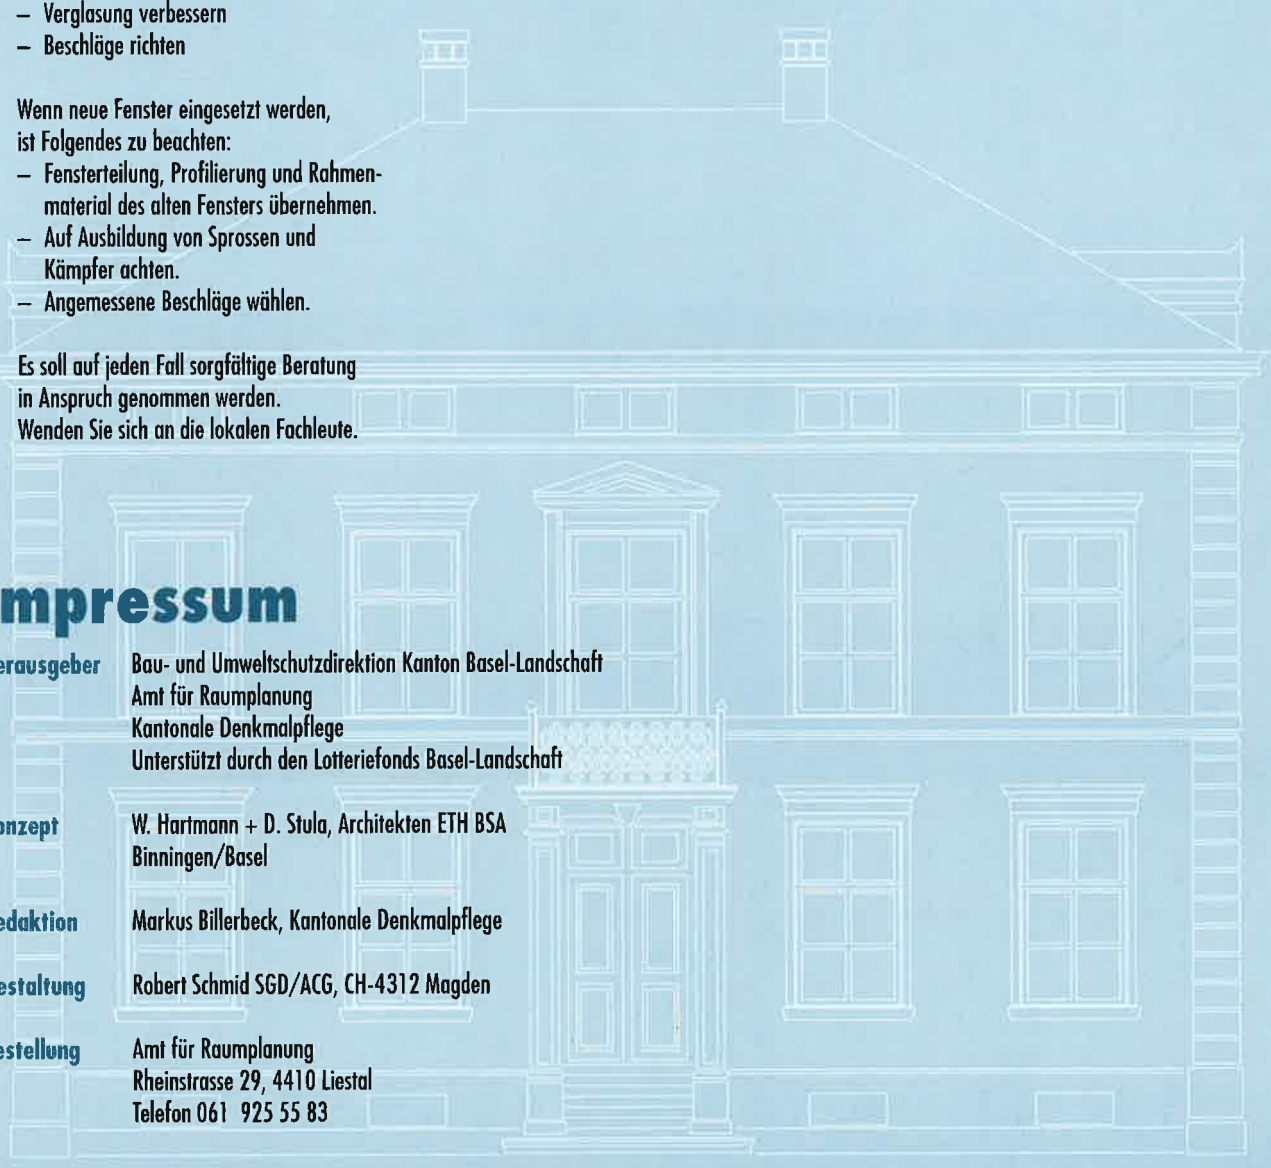 – Verglasung verbessern
– Beschläge richten
Wenn neue Fenster eingesetzt werden,
ist Folgendes zu beachten:
– Fensterteilung, Profilierung und Rahmen-
material des alten Fensters übernehmen.
– Auf Ausbildung von Sprossen und
Kämpfer achten.
– Angemessene Beschläge wählen.
Es soll auf jeden Fall sorgfältige Beratung
in Anspruch genommen werden.
Wenden Sie sich an die lokalen Fachleute.
mpressum
erausgeber Bau- und Umweltschutzdirektion Kanton Basel-Landschaft
Amt für Raumplanung
Kantonale Denkmalpflege
Unterstützt durch den Lotteriefonds Basel-Landschaft
onzept W. Hartmann + D. Stula, Architekten ETH BSA
Binningen/Basel
edaktion Markus Billerbeck, Kantonale Denkmalpflege
estaltung Robert Schmid SGD/ACG, CH-4312 Magden
estellung Amt für Raumplanung
Rheinstrasse 29, 4410 Liestal
Telefon 061 925 55 83